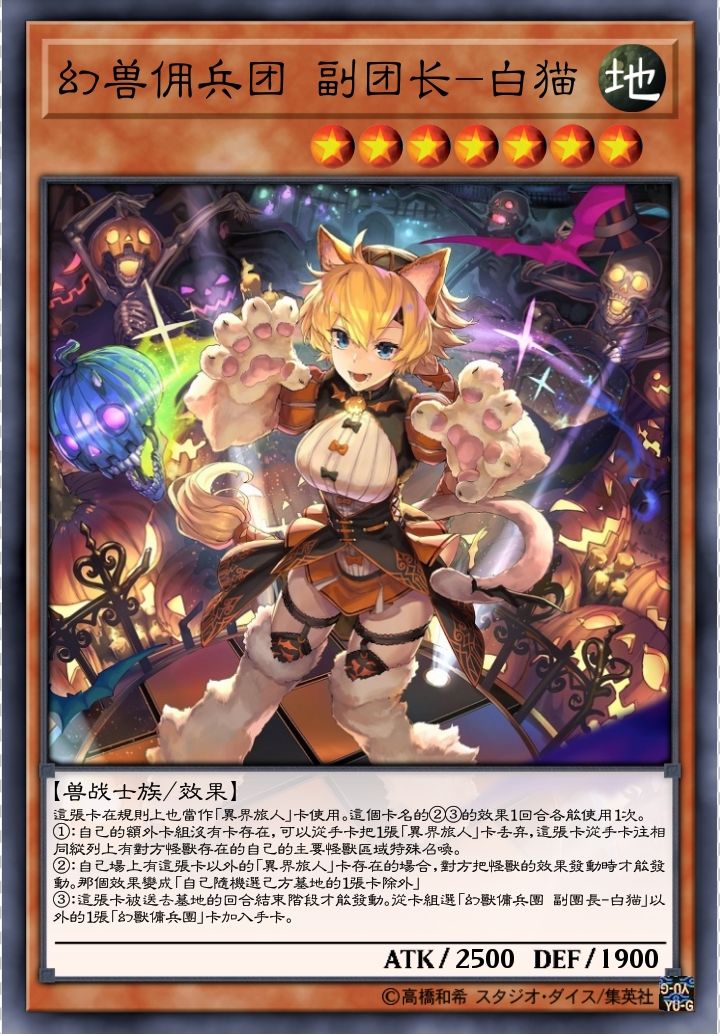 幻兽佣兵团 副团长-白猫 地
【兽战士族/效果】
這張卡在規則上也當作「異界旅人」卡使用。這個卡名的②③的效果1回合各能使用1次。
①:自己的額外卡組沒有卡存在,可以從手卡把1張「異界旅人」卡丢弃,這張卡從手卡往相
同縱列上有對方怪獸存在的自己的主要怪獸區域特殊召喚。
②:自己場上有這張卡以外的「異界旅人」卡存在的場合,對方把怪獸的效果發動時才能發
動。那個效果變成「自己隨機選己方墓地的1張卡除外」
③:這張卡被送去墓地的回合結束階段才能發動。從卡組選「幻獸傭兵團 副團長-白猫」以
外的1張「幻獸傭兵團」卡加入手卡。
ATK/2500 DEF/1900
©高橋和希 スタジオ・ダイス/集英社